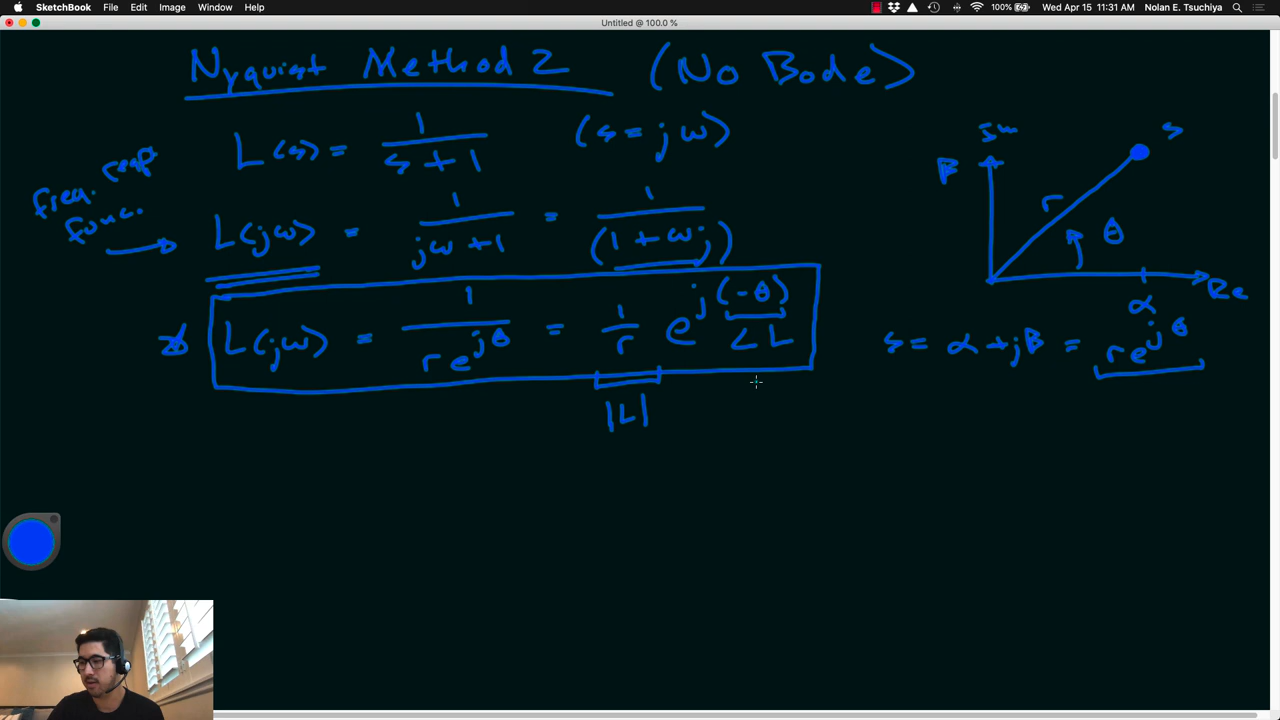 SketchBook File Edit Image Window Help 100% Wed Apr 15 11:31 AM Nolan E. Tsuchiya
Untitled @ 100.0 %
Nyquist Method 2 (No Bode)
L(s) = 1/(s+1) (s = jω)
freq. resp
func.
L(jω) = 1/(jω+1) = 1/(1+ωj)
L(jω) = 1/(re^{jθ}) = 1/r e^{j(-θ)}
∠L
|L|
Im
s
β
r
θ
α
Re
s = α + jβ = re^{jθ}